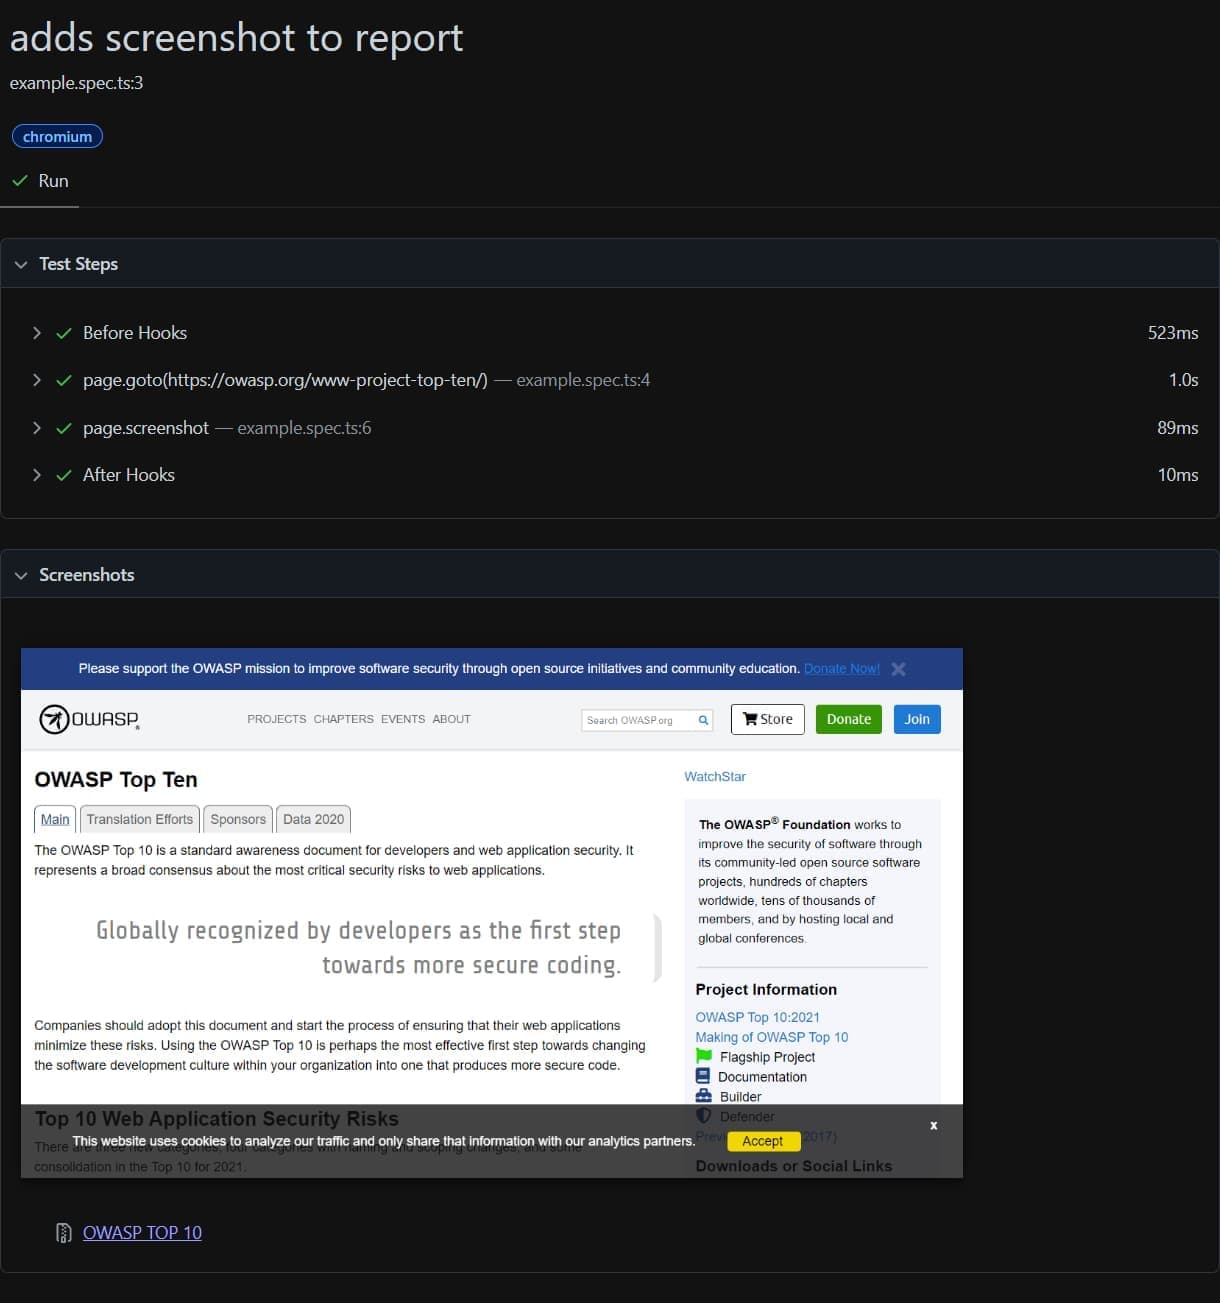 adds screenshot to report
example.spec.ts:3
chromium
Run
Test Steps
Before Hooks 523ms
page.goto(https://owasp.org/www-project-top-ten/) — example.spec.ts:4 1.0s
page.screenshot — example.spec.ts:6 89ms
After Hooks 10ms
Screenshots
Please support the OWASP mission to improve software security through open source initiatives and community education. Donate Now!
OWASP PROJECTS CHAPTERS EVENTS ABOUT Search OWASP.org Store Donate Join
OWASP Top Ten
Main Translation Efforts Sponsors Data 2020
The OWASP Top 10 is a standard awareness document for developers and web application security. It
represents a broad consensus about the most critical security risks to web applications.
Globally recognized by developers as the first step
towards more secure coding.
Companies should adopt this document and start the process of ensuring that their web applications
minimize these risks. Using the OWASP Top 10 is perhaps the most effective first step towards changing
the software development culture within your organization into one that produces more secure code.
Top 10 Web Application Security Risks
There are three new categories, four categories with naming and scoping changes, and some
consolidation in the Top 10 for 2021.
WatchStar
The OWASP® Foundation works to
improve the security of software through
its community-led open source software
projects, hundreds of chapters
worldwide, tens of thousands of
members, and by hosting local and
global conferences.
Project Information
OWASP Top 10:2021
Making of OWASP Top 10
Flagship Project
Documentation
Builder
Defender
2017)
Downloads or Social Links
This website uses cookies to analyze our traffic and only share that information with our analytics partners. Accept x
OWASP TOP 10